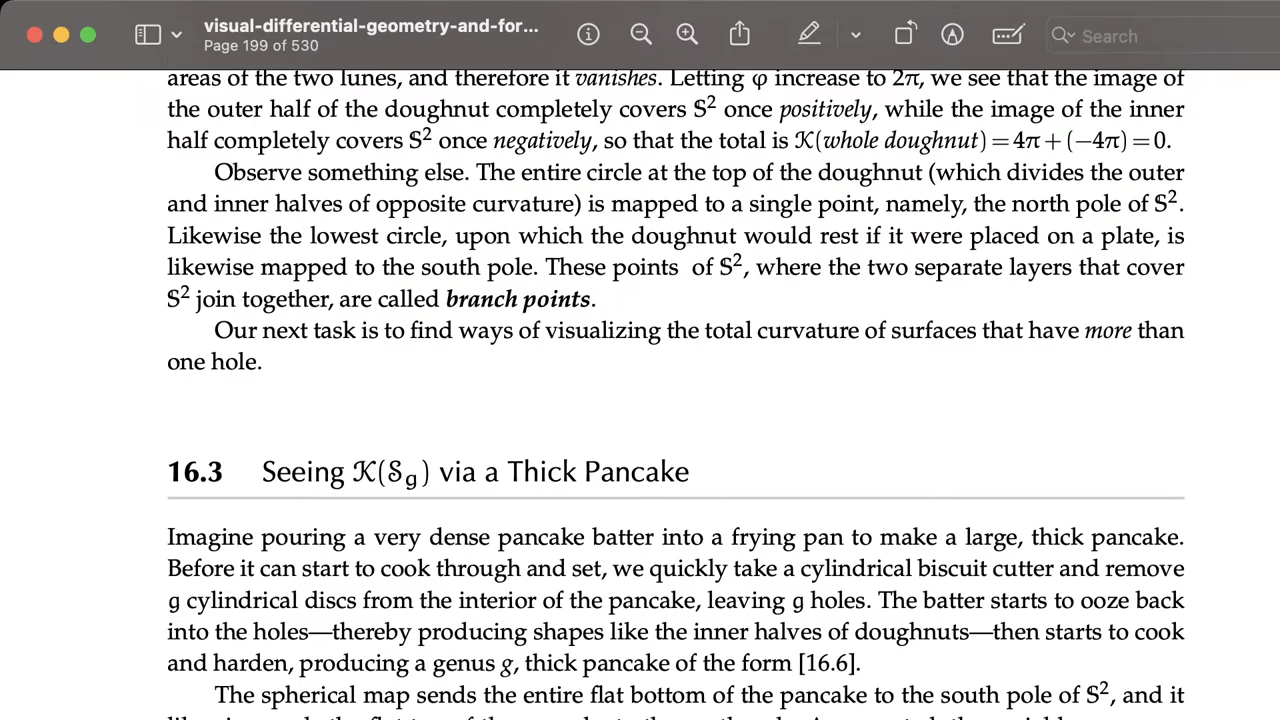 visual-differential-geometry-and-for...
Page 199 of 530
Search
areas of the two lunes, and therefore it vanishes. Letting φ increase to 2π, we see that the image of
the outer half of the doughnut completely covers 𝕊² once positively, while the image of the inner
half completely covers 𝕊² once negatively, so that the total is 𝒦(whole doughnut) = 4π + (−4π) = 0.
Observe something else. The entire circle at the top of the doughnut (which divides the outer
and inner halves of opposite curvature) is mapped to a single point, namely, the north pole of 𝕊².
Likewise the lowest circle, upon which the doughnut would rest if it were placed on a plate, is
likewise mapped to the south pole. These points of 𝕊², where the two separate layers that cover
𝕊² join together, are called branch points.
Our next task is to find ways of visualizing the total curvature of surfaces that have more than
one hole.
16.3 Seeing 𝒦(𝒮g) via a Thick Pancake
Imagine pouring a very dense pancake batter into a frying pan to make a large, thick pancake.
Before it can start to cook through and set, we quickly take a cylindrical biscuit cutter and remove
g cylindrical discs from the interior of the pancake, leaving g holes. The batter starts to ooze back
into the holes—thereby producing shapes like the inner halves of doughnuts—then starts to cook
and harden, producing a genus g, thick pancake of the form [16.6].
The spherical map sends the entire flat bottom of the pancake to the south pole of 𝕊², and it